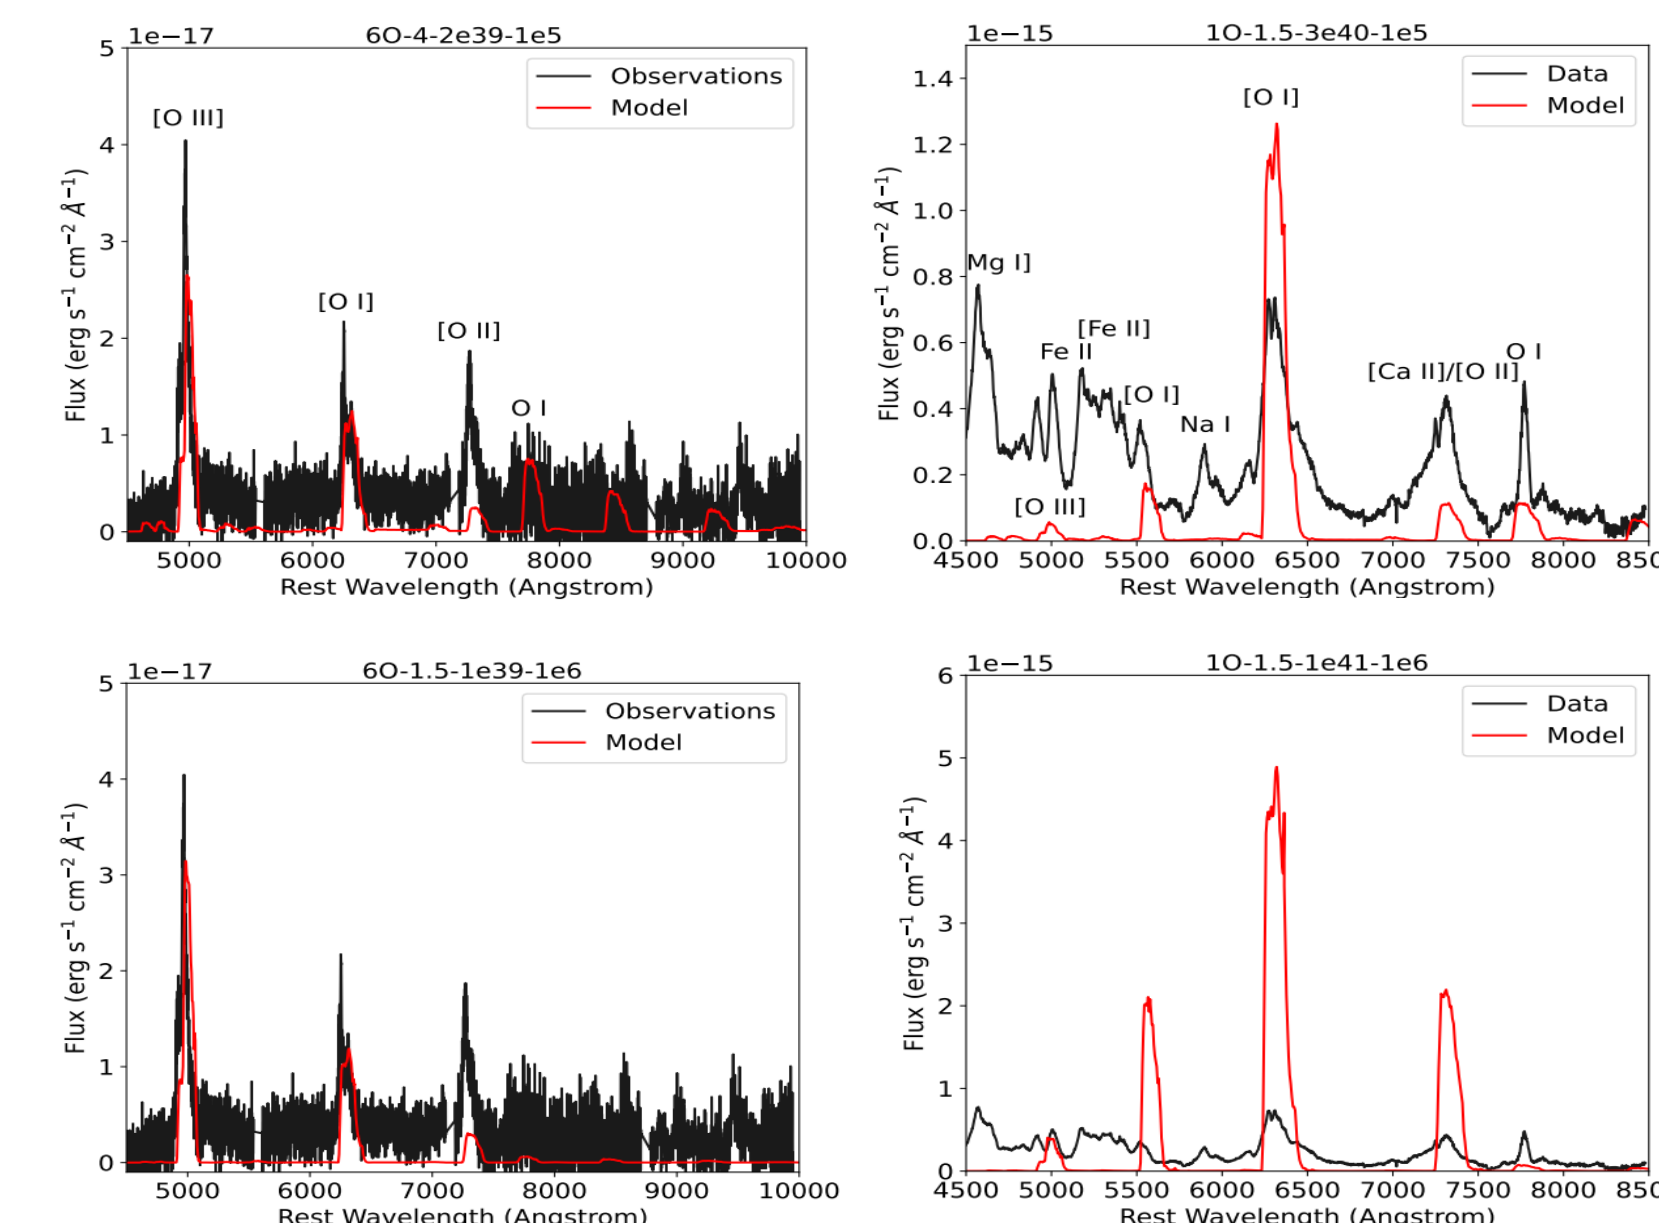 1e−17 6O-4-2e39-1e5
Observations
Model
[O III]
[O I]
[O II]
O I
Flux (erg s−1 cm−2 Å−1)
5
4
3
2
1
0
5000 6000 7000 8000 9000 10000
Rest Wavelength (Angstrom)
1e−15 1O-1.5-3e40-1e5
Data
Model
[O I]
Mg I]
[Fe II]
Fe II
[O I]
Na I
[Ca II]/[O II]
O I
[O III]
Flux (erg s−1 cm−2 Å−1)
1.4
1.2
1.0
0.8
0.6
0.4
0.2
0.0
4500 5000 5500 6000 6500 7000 7500 8000 850
Rest Wavelength (Angstrom)
1e−17 6O-1.5-1e39-1e6
Observations
Model
Flux (erg s−1 cm−2 Å−1)
5
4
3
2
1
0
5000 6000 7000 8000 9000 10000
Rest Wavelength (Angstrom)
1e−15 1O-1.5-1e41-1e6
Data
Model
Flux (erg s−1 cm−2 Å−1)
6
5
4
3
2
1
0
4500 5000 5500 6000 6500 7000 7500 8000 850
Rest Wavelength (Angstrom)